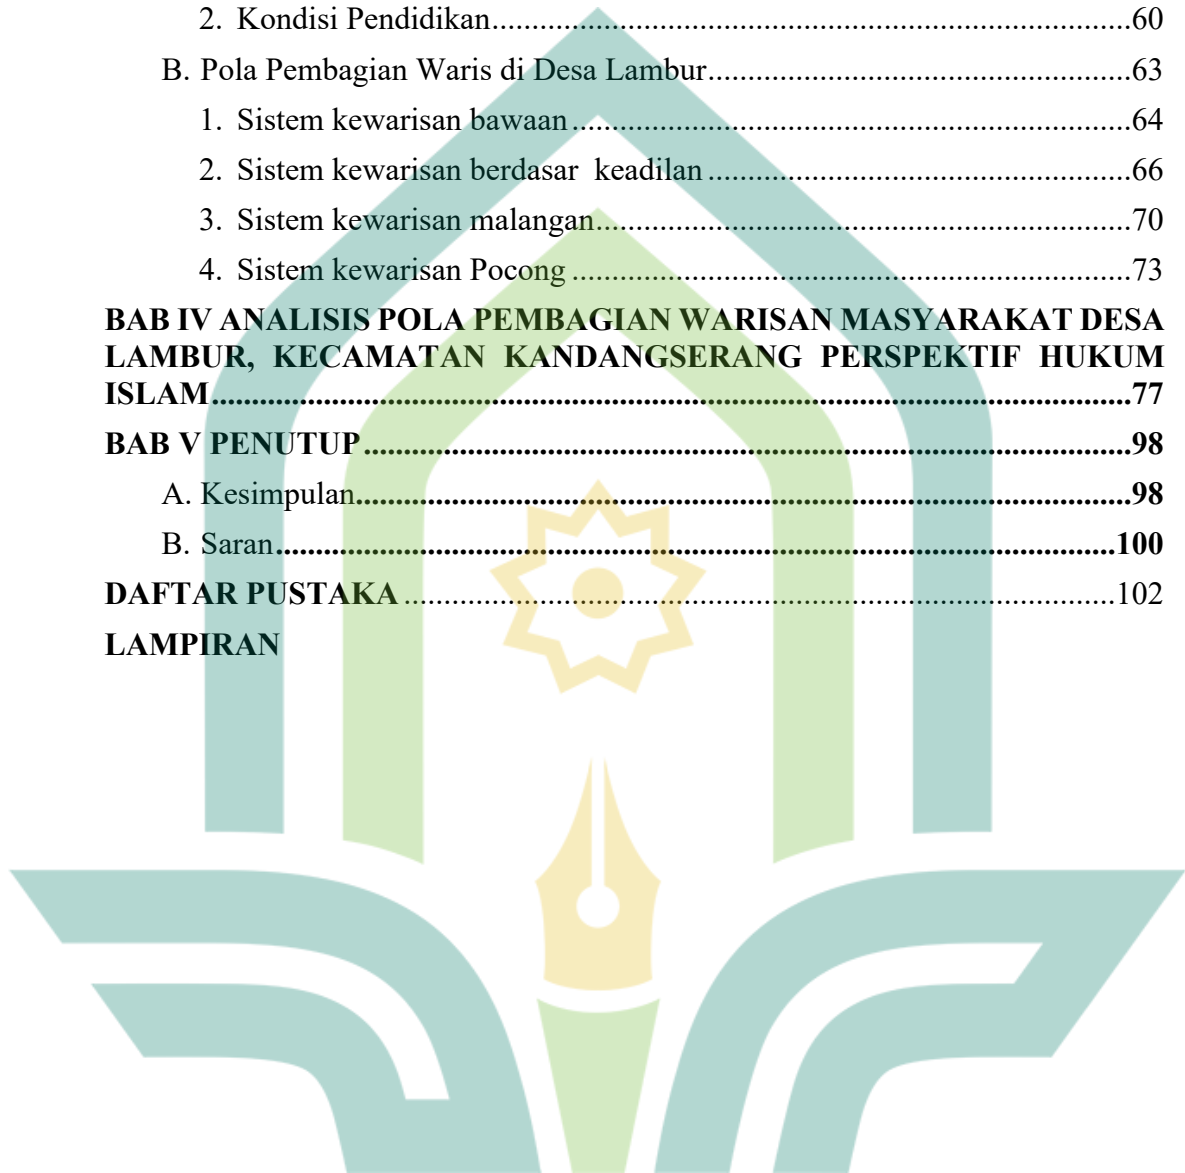 2. Kondisi Pendidikan................................................................................60
B. Pola Pembagian Waris di Desa Lambur.....................................................63
1. Sistem kewarisan bawaan......................................................................64
2. Sistem kewarisan berdasar  keadilan.....................................................66
3. Sistem kewarisan malangan...................................................................70
4. Sistem kewarisan Pocong......................................................................73
BAB IV ANALISIS POLA PEMBAGIAN WARISAN MASYARAKAT DESA
LAMBUR, KECAMATAN KANDANGSERANG PERSPEKTIF HUKUM
ISLAM...................................................................................................................77
BAB V PENUTUP................................................................................................98
A. Kesimpulan.................................................................................................98
B. Saran.........................................................................................................100
DAFTAR PUSTAKA.........................................................................................102
LAMPIRAN